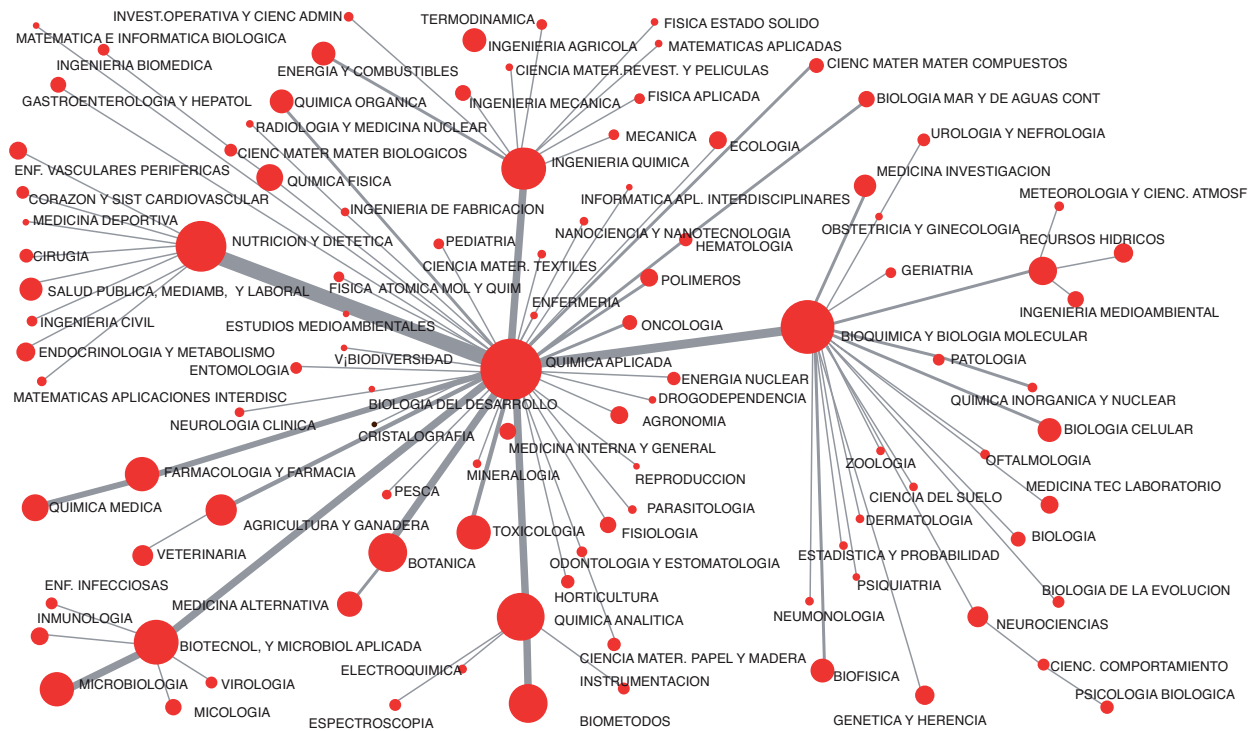 INVEST.OPERATIVA Y CIENC ADMIN
TERMODINAMICA
FISICA ESTADO SOLIDO
MATEMATICA E INFORMATICA BIOLOGICA
INGENIERIA AGRICOLA
MATEMATICAS APLICADAS
INGENIERIA BIOMEDICA
ENERGIA Y COMBUSTIBLES
CIENCIA MATER.REVEST. Y PELICULAS
CIENC MATER MATER COMPUESTOS
GASTROENTEROLOGIA Y HEPATOL
QUIMICA ORGANICA
INGENIERIA MECANICA
FISICA APLICADA
BIOLOGIA MAR Y DE AGUAS CONT
RADIOLOGIA Y MEDICINA NUCLEAR
MECANICA
ECOLOGIA
UROLOGIA Y NEFROLOGIA
CIENC MATER MATER BIOLOGICOS
INGENIERIA QUIMICA
ENF. VASCULARES PERIFERICAS
QUIMICA FISICA
MEDICINA INVESTIGACION
CORAZON Y SIST CARDIOVASCULAR
INFORMATICA APL. INTERDISCIPLINARES
METEOROLOGIA Y CIENC. ATMOSF
MEDICINA DEPORTIVA
INGENIERIA DE FABRICACION
NUTRICION Y DIETETICA
PEDIATRIA
NANOCIENCIA Y NANOTECNOLOGIA
OBSTETRICIA Y GINECOLOGIA
RECURSOS HIDRICOS
HEMATOLOGIA
CIRUGIA
CIENCIA MATER. TEXTILES
GERIATRIA
SALUD PUBLICA, MEDIAMB, Y LABORAL
FISICA ATOMICA MOL Y QUIM
POLIMEROS
ENFERMERIA
INGENIERIA MEDIOAMBIENTAL
INGENIERIA CIVIL
ESTUDIOS MEDIOAMBIENTALES
ONCOLOGIA
BIOQUIMICA Y BIOLOGIA MOLECULAR
ENDOCRINOLOGIA Y METABOLISMO
V¡BIODIVERSIDAD
QUIMICA APLICADA
PATOLOGIA
ENTOMOLOGIA
ENERGIA NUCLEAR
MATEMATICAS APLICACIONES INTERDISC
BIOLOGIA DEL DESARROLLO
DROGODEPENDENCIA
QUIMICA INORGANICA Y NUCLEAR
NEUROLOGIA CLINICA
AGRONOMIA
BIOLOGIA CELULAR
CRISTALOGRAFIA
MEDICINA INTERNA Y GENERAL
FARMACOLOGIA Y FARMACIA
MINERALOGIA
REPRODUCCION
ZOOLOGIA
OFTALMOLOGIA
PESCA
CIENCIA DEL SUELO
MEDICINA TEC LABORATORIO
QUIMICA MEDICA
PARASITOLOGIA
AGRICULTURA Y GANADERA
TOXICOLOGIA
FISIOLOGIA
DERMATOLOGIA
BIOLOGIA
VETERINARIA
BOTANICA
ODONTOLOGIA Y ESTOMATOLOGIA
ESTADISTICA Y PROBABILIDAD
ENF. INFECCIOSAS
PSIQUIATRIA
BIOLOGIA DE LA EVOLUCION
MEDICINA ALTERNATIVA
HORTICULTURA
INMUNOLOGIA
QUIMICA ANALITICA
NEUMONOLOGIA
NEUROCIENCIAS
BIOTECNOL, Y MICROBIOL APLICADA
CIENCIA MATER. PAPEL Y MADERA
CIENC. COMPORTAMIENTO
ELECTROQUIMICA
MICROBIOLOGIA
VIROLOGIA
INSTRUMENTACION
BIOFISICA
PSICOLOGIA BIOLOGICA
MICOLOGIA
ESPECTROSCOPIA
BIOMETODOS
GENETICA Y HERENCIA